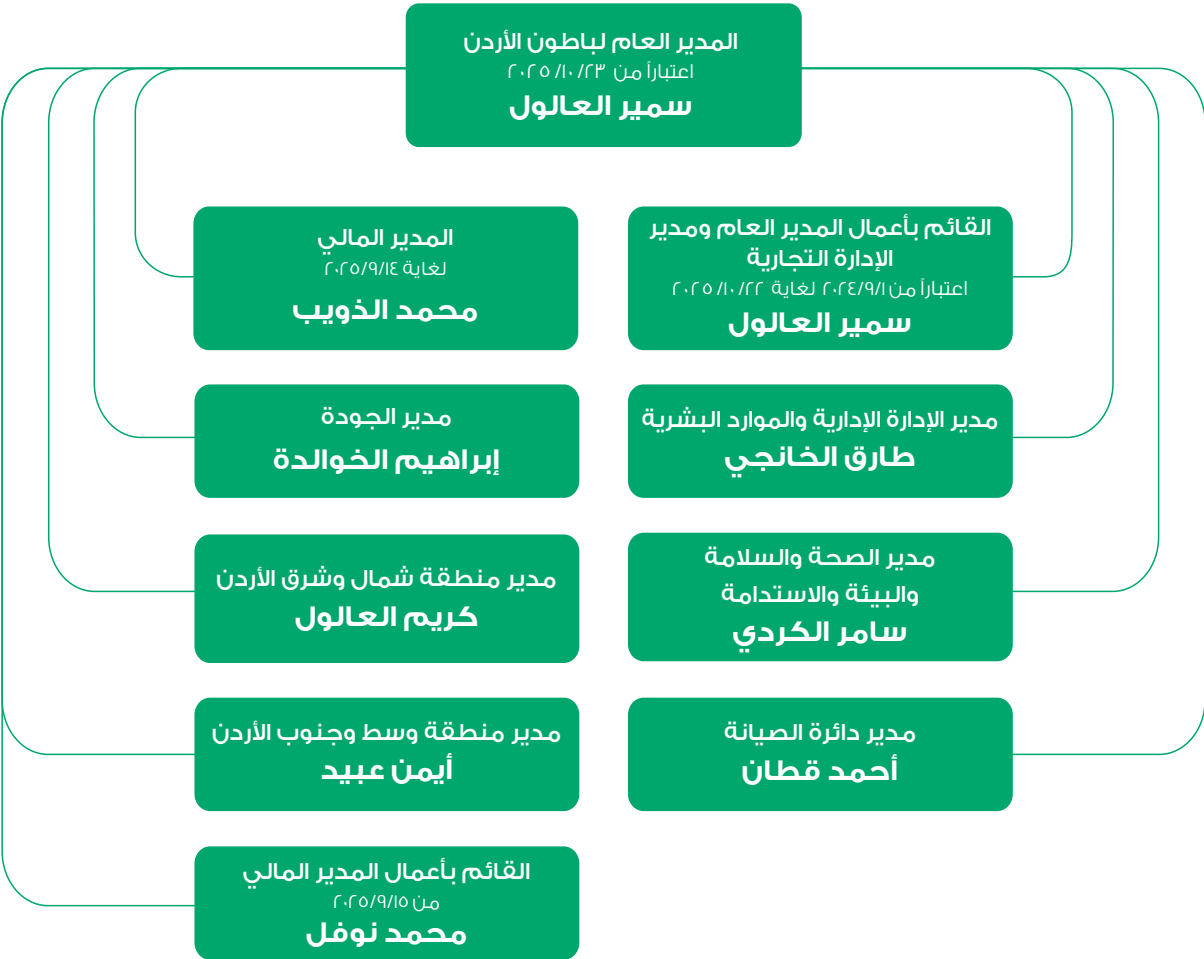 المدير العام لباطون الأردن
اعتباراً من ٢٠٢٥/١٠/٢٣
سمير العالول
القائم بأعمال المدير العام ومدير
الإدارة التجارية
اعتباراً من ٢٠٢٤/٩/١ لغاية ٢٠٢٥/١٠/٢٢
سمير العالول
المدير المالي
لغاية ٢٠٢٥/٩/١٤
محمد الذويب
مدير الإدارة الإدارية والموارد البشرية
طارق الخانجي
مدير الجودة
إبراهيم الخوالدة
مدير الصحة والسلامة
والبيئة والاستدامة
سامر الكردي
مدير منطقة شمال وشرق الأردن
كريم العالول
مدير دائرة الصيانة
أحمد قطان
مدير منطقة وسط وجنوب الأردن
أيمن عبيد
القائم بأعمال المدير المالي
من ٢٠٢٥/٩/١٥
محمد نوفل